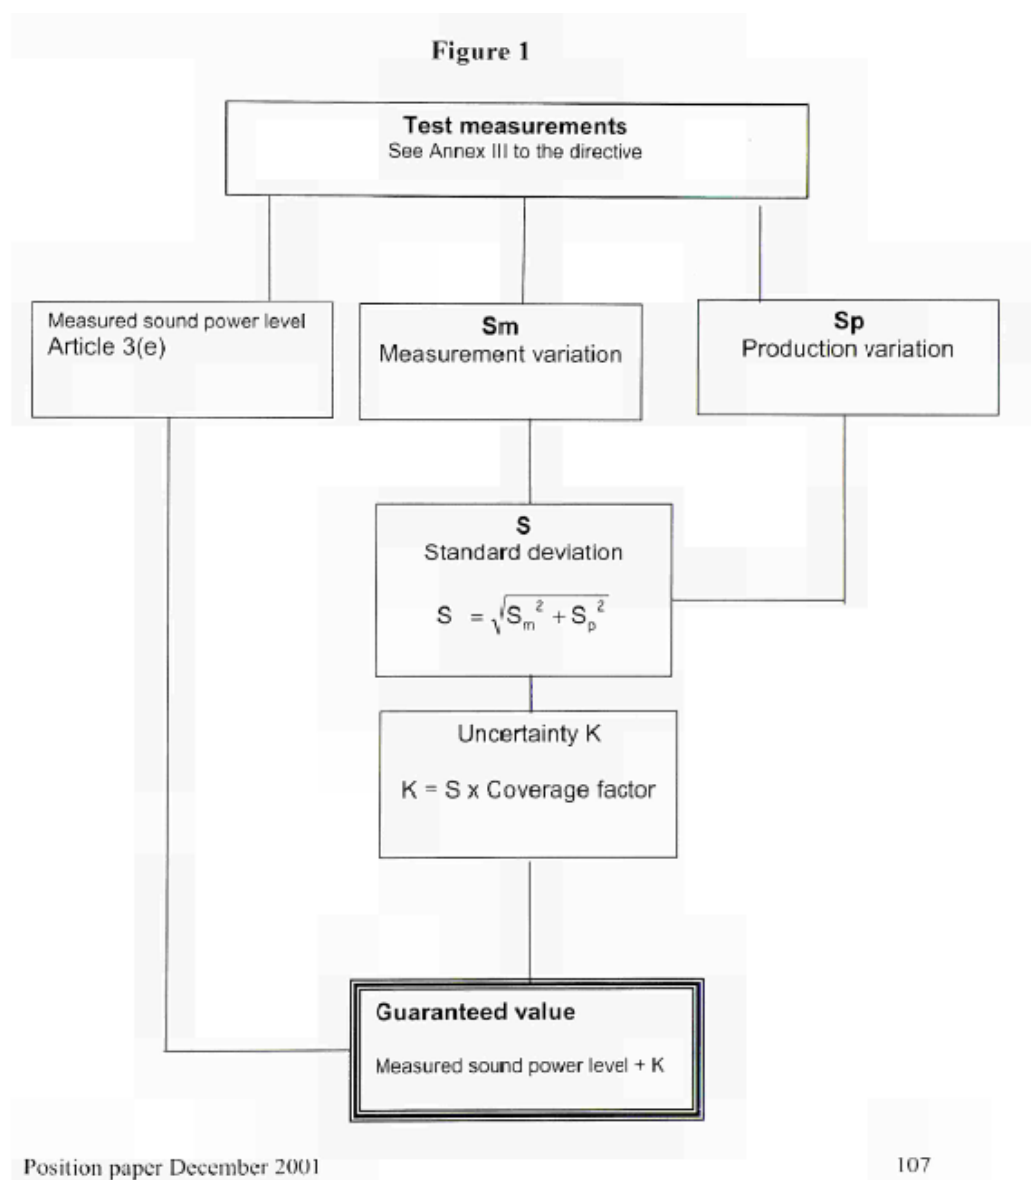 Figure 1
Test measurements
See Annex III to the directive
Measured sound power level
Article 3(e)
Sm
Measurement variation
Sp
Production variation
S
Standard deviation
S = √Sm² + Sp²
Uncertainty K
K = S x Coverage factor
Guaranteed value
Measured sound power level + K
Position paper December 2001
107